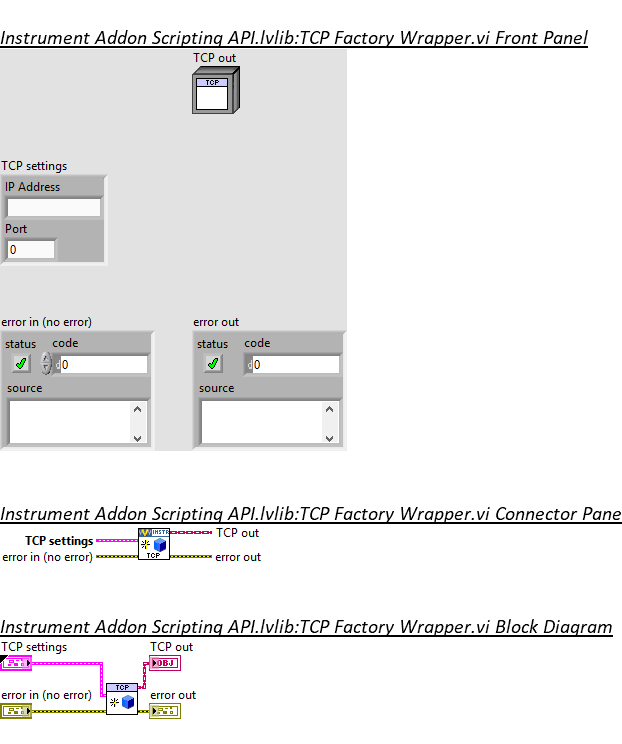 Instrument Addon Scripting API.lvlib:TCP Factory Wrapper.vi Front Panel
TCP out
TCP
TCP settings
IP Address
Port
0
error in (no error)
error out
status code
status code
d 0
d 0
source
source
Instrument Addon Scripting API.lvlib:TCP Factory Wrapper.vi Connector Pane
INSTR
TCP out
TCP settings
error in (no error)
TCP
error out
Instrument Addon Scripting API.lvlib:TCP Factory Wrapper.vi Block Diagram
TCP settings
TCP out
OBJ
TCP
error in (no error)
error out